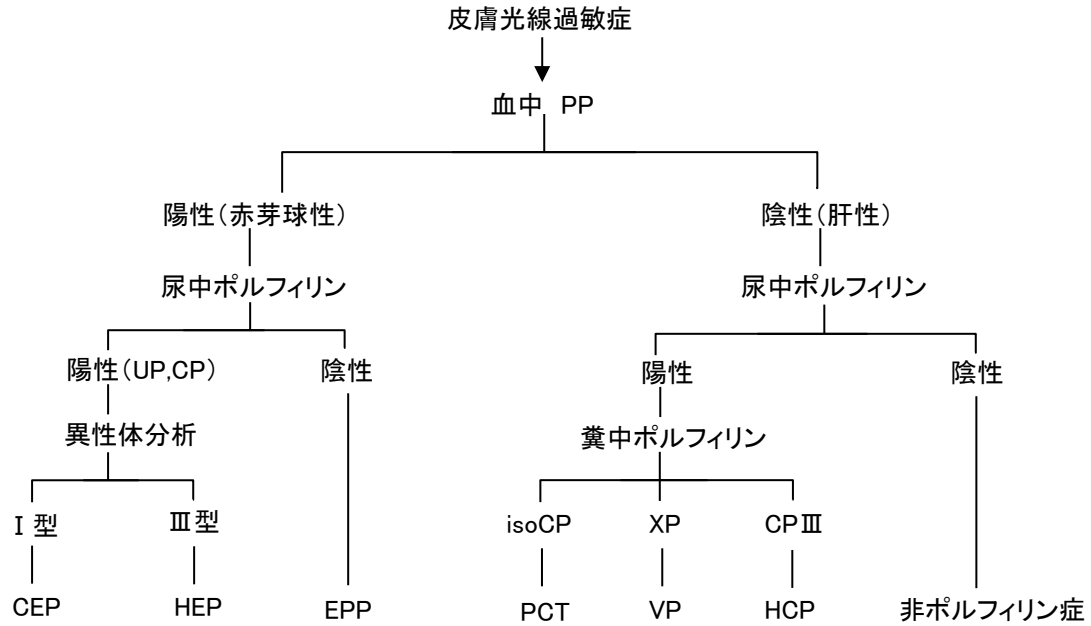 皮膚光線過敏症
血中 PP
陽性(赤芽球性) 陰性(肝性)
尿中ポルフィリン 尿中ポルフィリン
陽性(UP,CP) 陰性 陽性 陰性
異性体分析 糞中ポルフィリン
Ⅰ型 Ⅲ型 isoCP XP CPⅢ
CEP HEP EPP PCT VP HCP 非ポルフィリン症